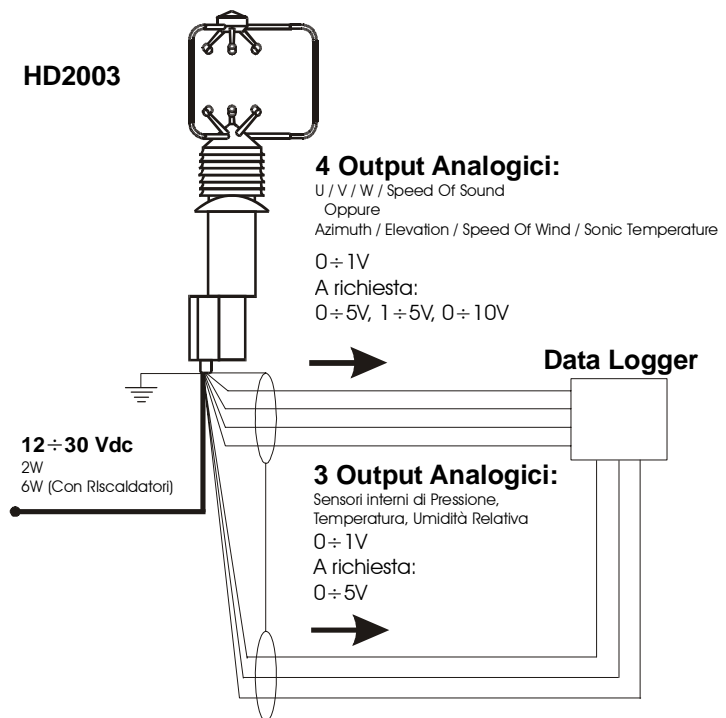 HD2003
4 Output Analogici:
U / V / W / Speed Of Sound
Oppure
Azimuth / Elevation / Speed Of Wind / Sonic Temperature
0÷1V
A richiesta:
0÷5V, 1÷5V, 0÷10V
Data Logger
12÷30 Vdc
2W
6W (Con RIscaldatori)
3 Output Analogici:
Sensori interni di Pressione,
Temperatura, Umidità Relativa
0÷1V
A richiesta:
0÷5V